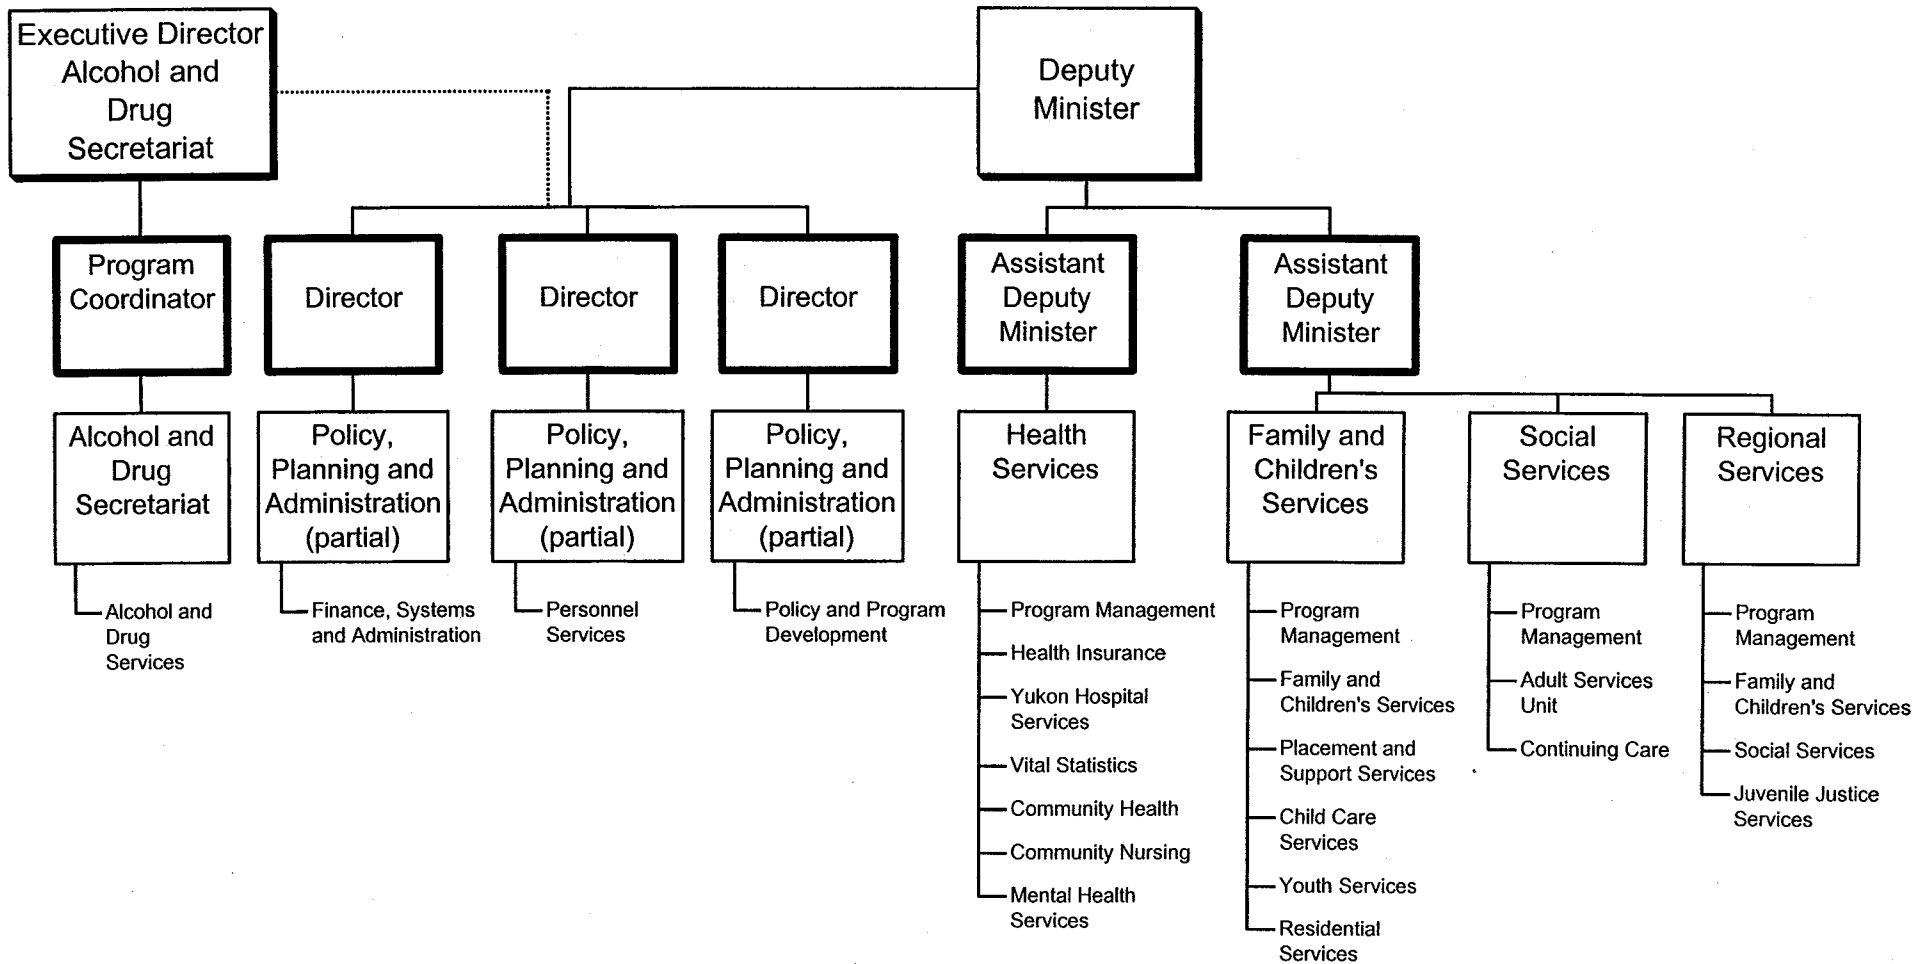 Executive Director
Alcohol and
Drug
Secretariat
Deputy
Minister
Program
Coordinator
Director
Director
Director
Assistant
Deputy
Minister
Assistant
Deputy
Minister
Alcohol and
Drug
Secretariat
Policy,
Planning and
Administration
(partial)
Policy,
Planning and
Administration
(partial)
Policy,
Planning and
Administration
(partial)
Health
Services
Family and
Children's
Services
Social
Services
Regional
Services
Alcohol and
Drug
Services
Finance, Systems
and Administration
Personnel
Services
Policy and Program
Development
Program Management
Health Insurance
Yukon Hospital
Services
Vital Statistics
Community Health
Community Nursing
Mental Health
Services
Program
Management
Family and
Children's Services
Placement and
Support Services
Child Care
Services
Youth Services
Residential
Services
Program
Management
Adult Services
Unit
Continuing Care
Program
Management
Family and
Children's Services
Social Services
Juvenile Justice
Services